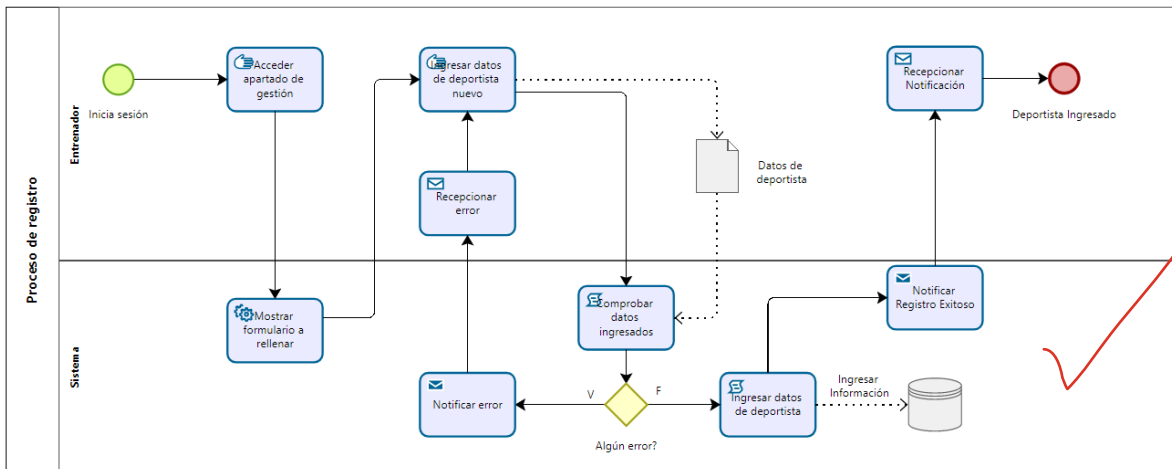 Proceso de registro
Entrenador
Inicia sesión
Acceder
apartado de
gestión
Ingresar datos
de deportista
nuevo
Recepcionar
error
Datos de
deportista
Recepcionar
Notificación
Deportista Ingresado
Sistema
Mostrar
formulario a
rellenar
Notificar error
Comprobar
datos
ingresados
V
F
Algún error?
Ingresar datos
de deportista
Notificar
Registro Exitoso
Ingresar
Información